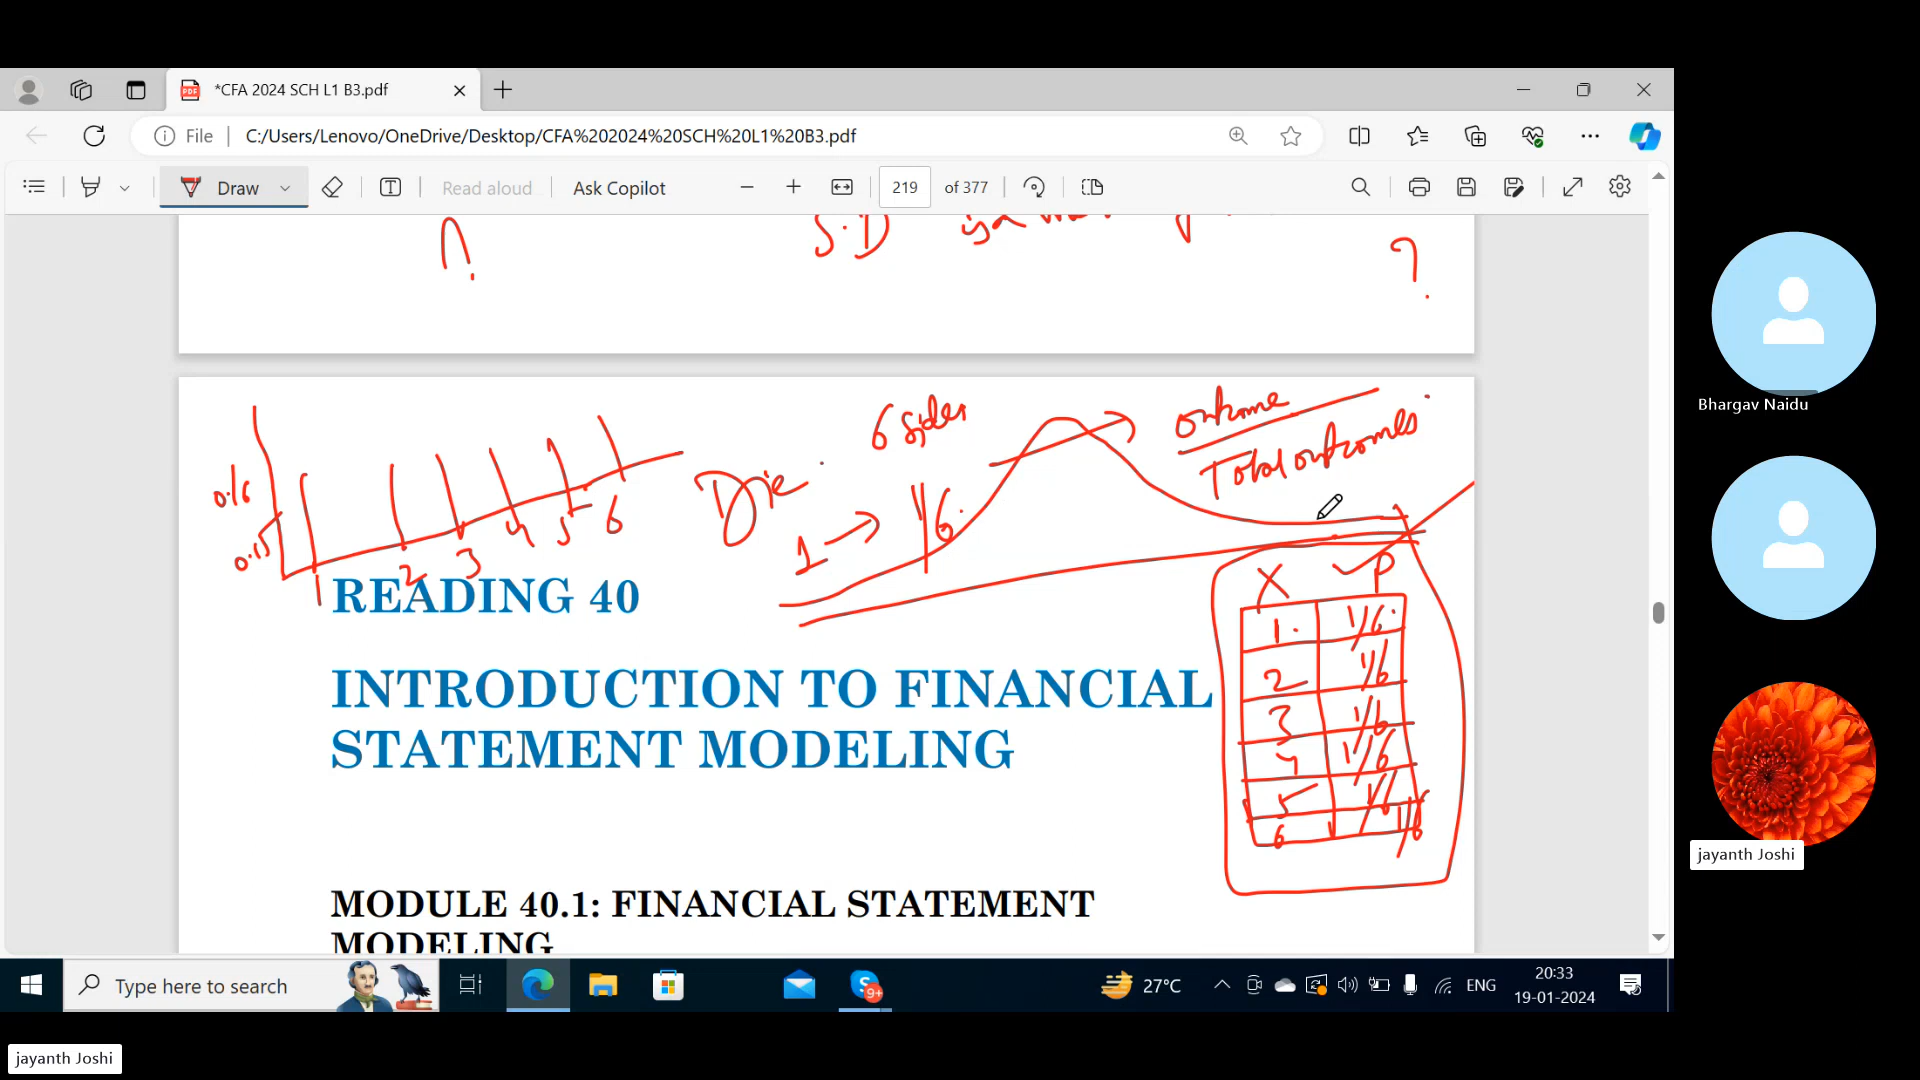 *CFA 2024 SCH L1 B3.pdf
File
C:/Users/Lenovo/OneDrive/Desktop/CFA%202024%20SCH%20L1%20B3.pdf
Draw
Read aloud
Ask Copilot
219
of 377
S.D
?
6 sides
outcome
Total outcomes
0.16
0.15
Die
1 → 1/6
1 2 3 4 5 6
X P
1 1/6
2 1/6
3 1/6
4 1/6
5 1/6
6 1/6
READING 40
INTRODUCTION TO FINANCIAL
STATEMENT MODELING
MODULE 40.1: FINANCIAL STATEMENT
MODELING
Bhargav Naidu
jayanth Joshi
Type here to search
9+
27°C
ENG
20:33
19-01-2024
jayanth Joshi